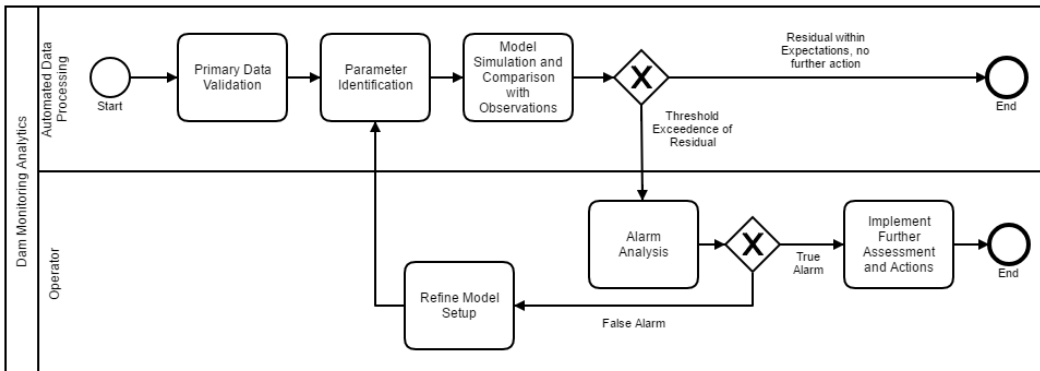 Dam Monitoring Analytics
Automated Data
Processing
Start
Primary Data
Validation
Parameter
Identification
Model
Simulation and
Comparison
with
Observations
X
Residual within
Expectations, no
further action
End
Threshold
Exceedence of
Residual
Operator
Alarm
Analysis
X
True
Alarm
Implement
Further
Assessment
and Actions
End
Refine Model
Setup
False Alarm